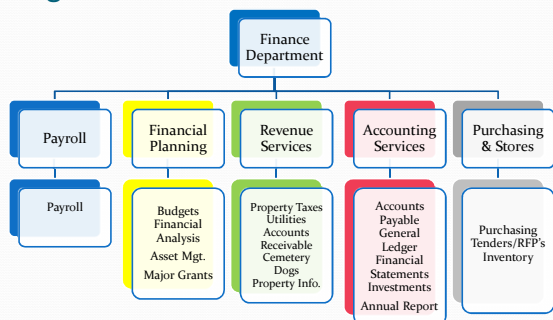 Finance
Department
Payroll
Financial
Planning
Revenue
Services
Accounting
Services
Purchasing
& Stores
Payroll
Budgets
Financial
Analysis
Asset Mgt.
Major Grants
Property Taxes
Utilities
Accounts
Receivable
Cemetery
Dogs
Property Info.
Accounts
Payable
General
Ledger
Financial
Statements
Investments
Annual Report
Purchasing
Tenders/RFP's
Inventory